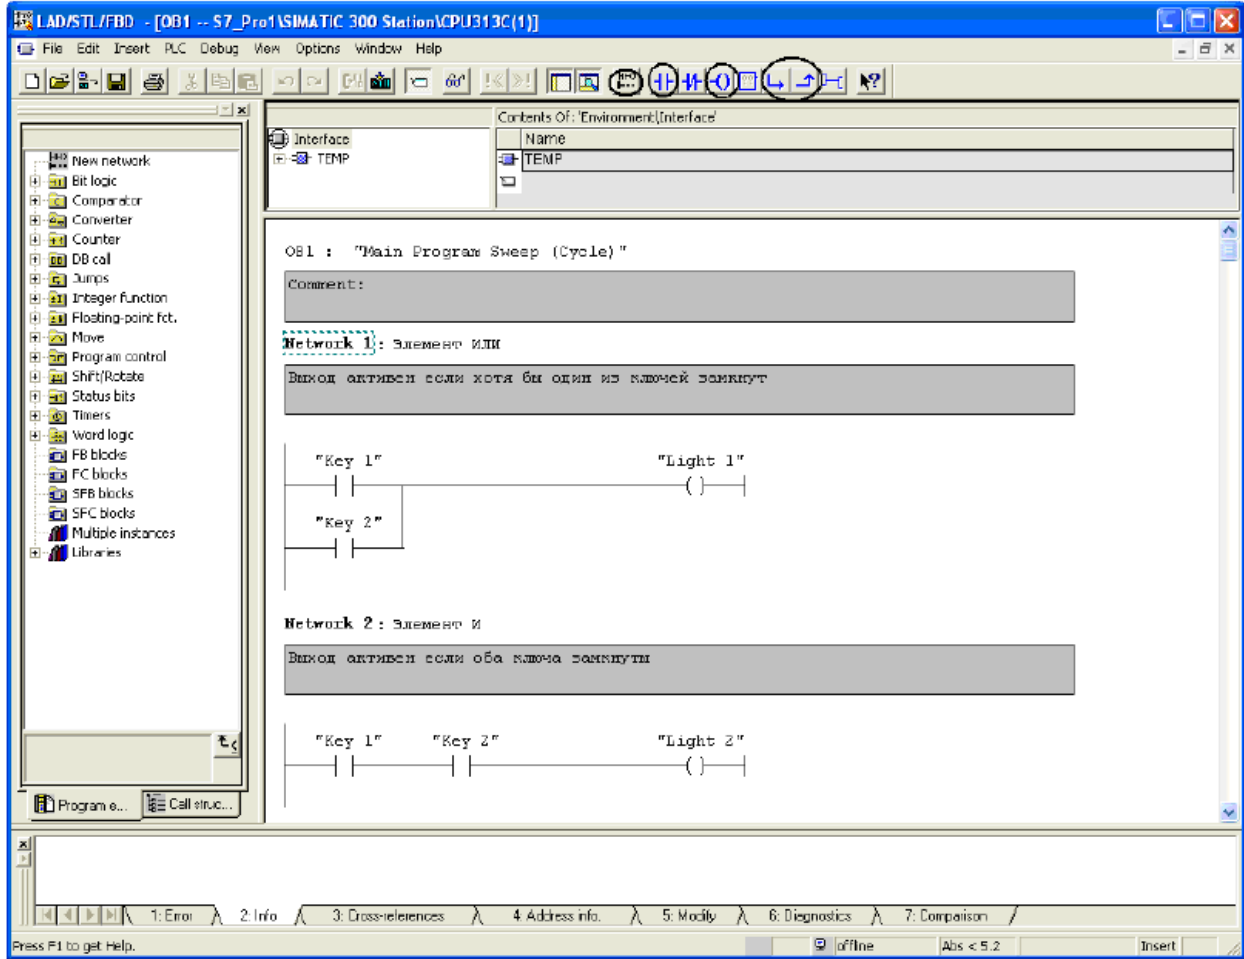 LAD/STL/FBD - [OB1 -- S7_Pro1\SIMATIC 300 Station\CPU313C(1)]
File Edit Insert PLC Debug View Options Window Help
Contents Of: 'Environment\Interface'
Interface
Name
TEMP
TEMP
New network
Bit logic
Comparator
Converter
Counter
DB call
Jumps
Integer function
Floating-point fct.
Move
Program control
Shift/Rotate
Status bits
Timers
Word logic
FB blocks
FC blocks
SFB blocks
SFC blocks
Multiple instances
Libraries
Program e...
Call struc...
OB1 : "Main Program Sweep (Cycle)"
Comment:
Network 1 : Элемент ИЛИ
Выход активен если хотя бы один из ключей замкнут
"Key 1" "Light 1"
"Key 2"
Network 2 : Элемент И
Выход активен если оба ключа замкнуты
"Key 1" "Key 2" "Light 2"
1: Error 2: Info 3: Cross-references 4: Address info. 5: Modify 6: Diagnostics 7: Comparison
Press F1 to get Help. offline Abs < 5.2 Insert